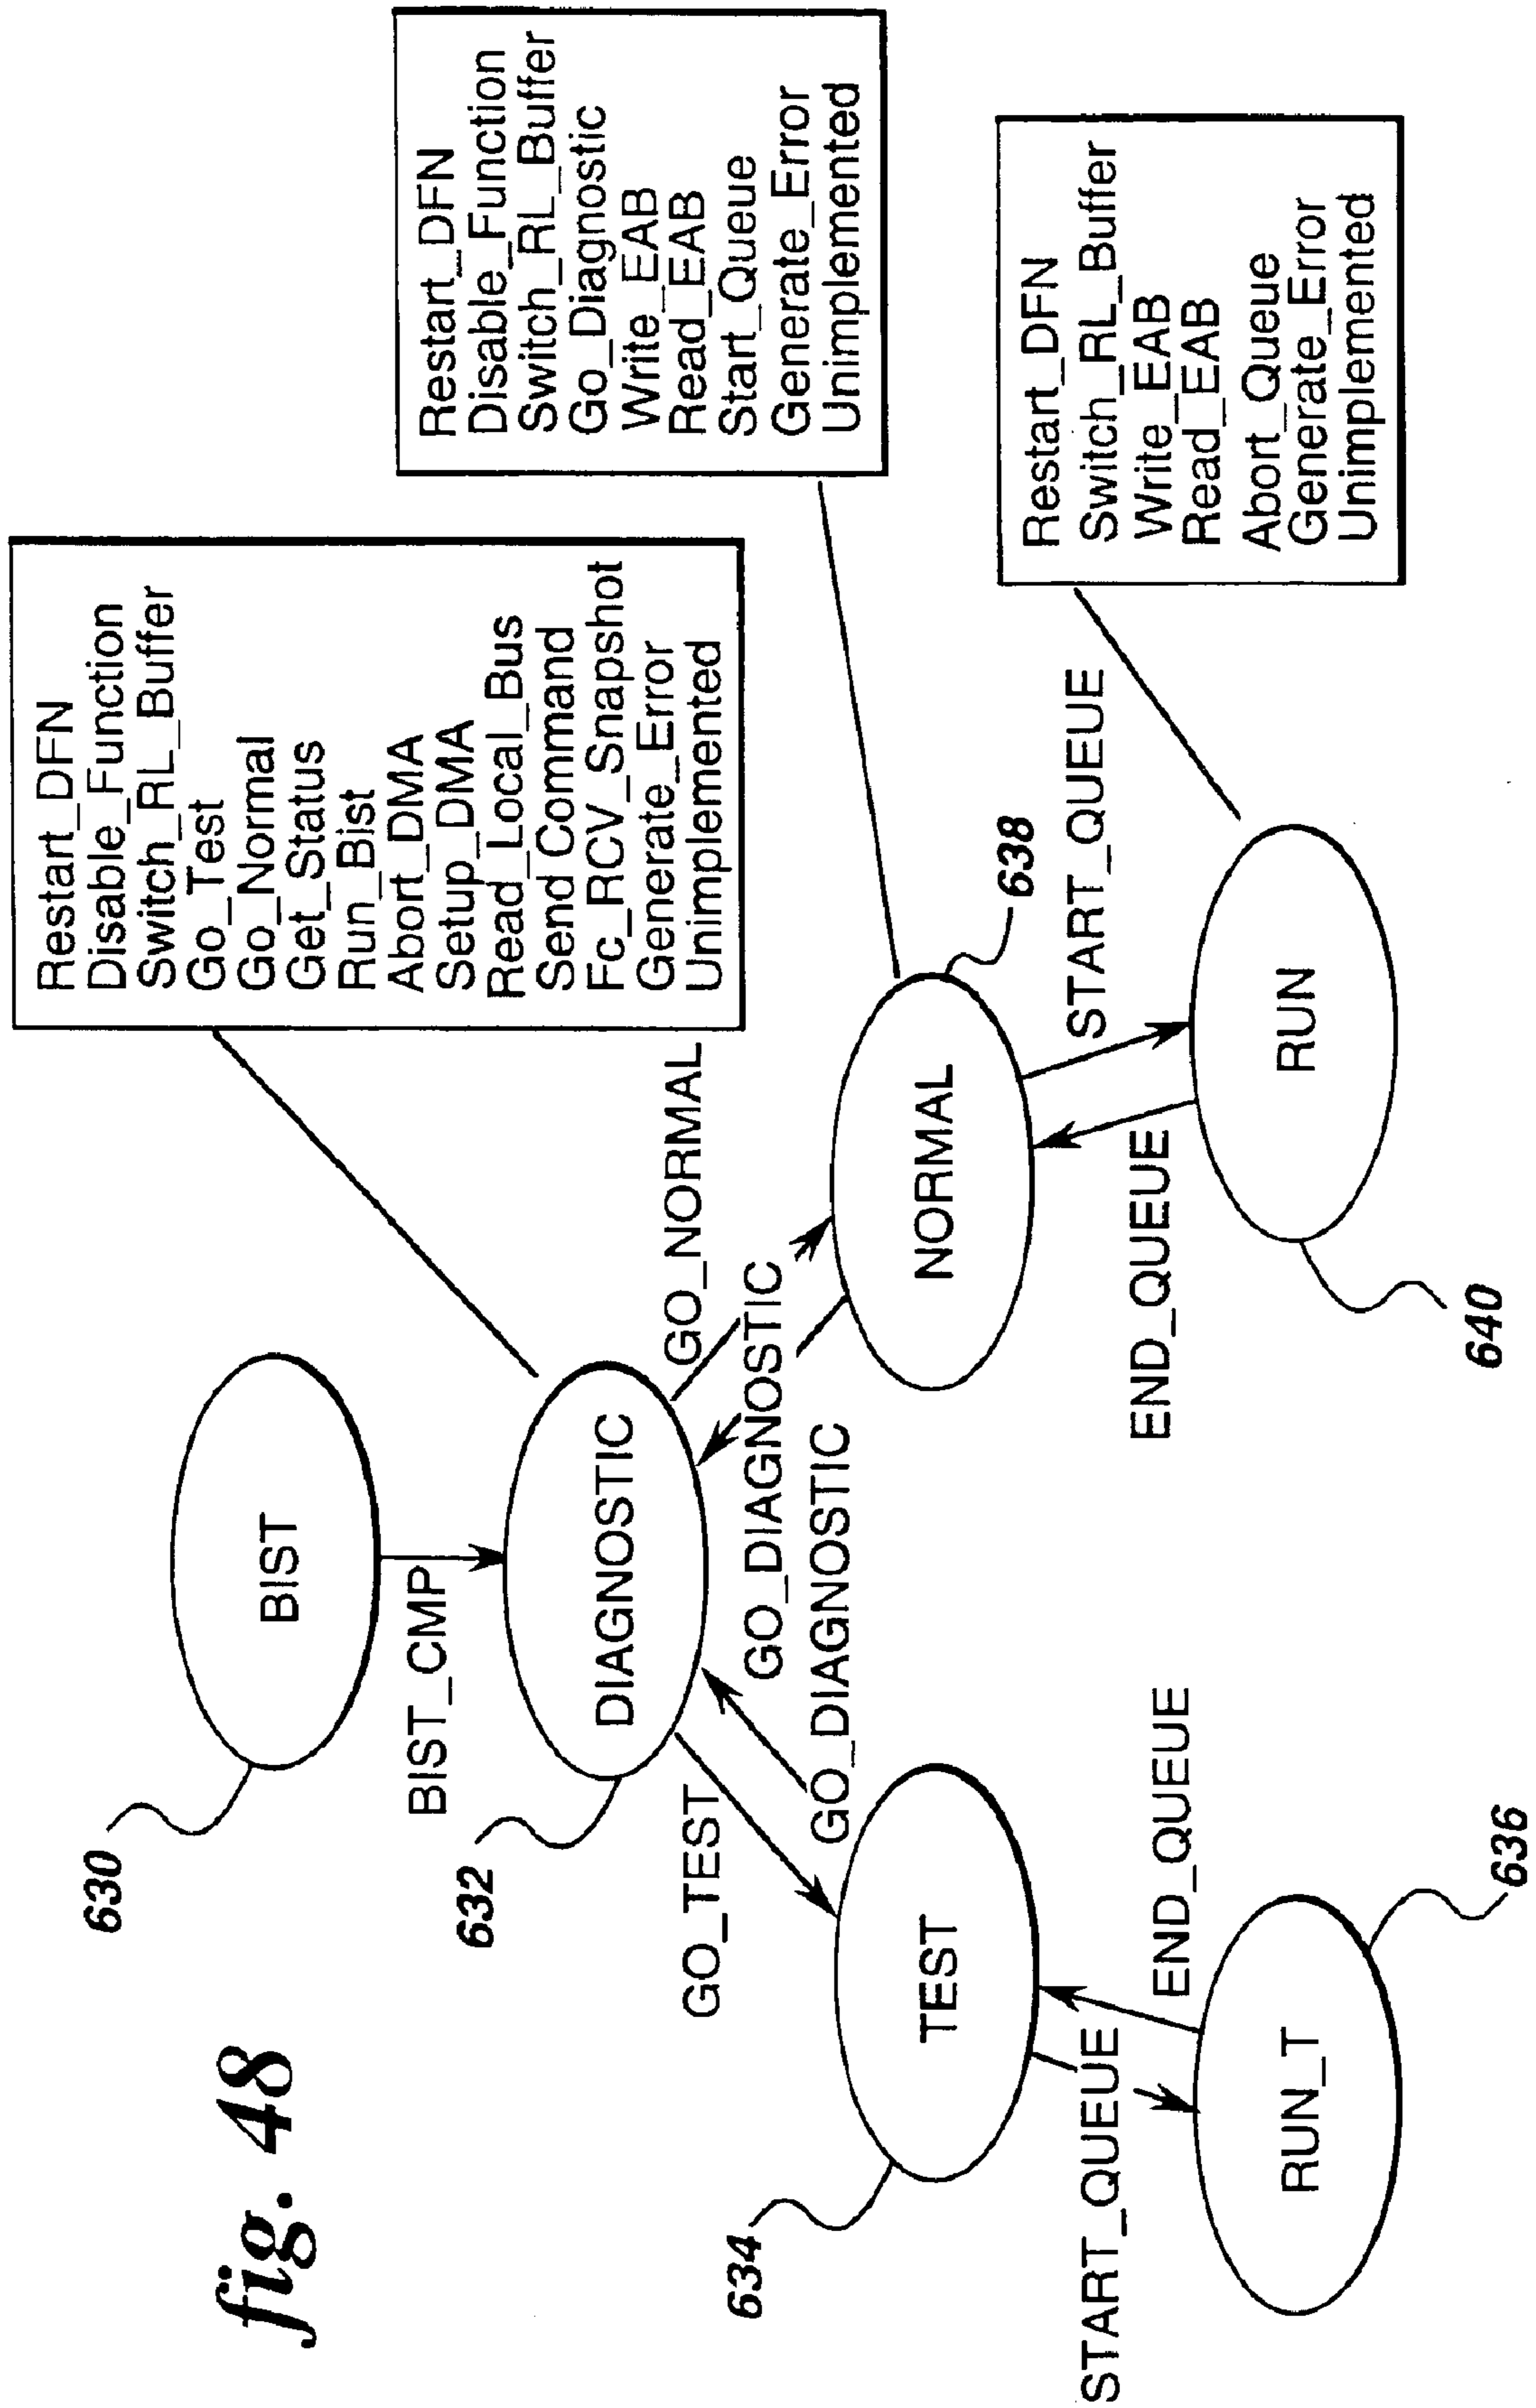 fig. 48
630
BIST
BIST_CMP
632
DIAGNOSTIC
Restart_DFN
Disable_Function
Switch_RL_Buffer
Go_Test
Go_Normal
Get_Status
Run_Bist
Abort_DMA
Setup_DMA
Read_Local_Bus
Send Command
Fc_RCV_Snapshot
Generate_Error
Unimplemented
GO_TEST
GO_NORMAL
GO_DIAGNOSTIC
GO_DIAGNOSTIC
634
TEST
NORMAL
638
Restart_DFN
Disable_Function
Switch_RL_Buffer
Go_Diagnostic
Write_EAB
Read_EAB
Start_Queue
Generate_Error
Unimplemented
START_QUEUE
END_QUEUE
END_QUEUE
START_QUEUE
RUN_T
636
640
RUN
Restart_DFN
Switch_RL_Buffer
Write_EAB
Read_EAB
Abort_Queue
Generate_Error
Unimplemented